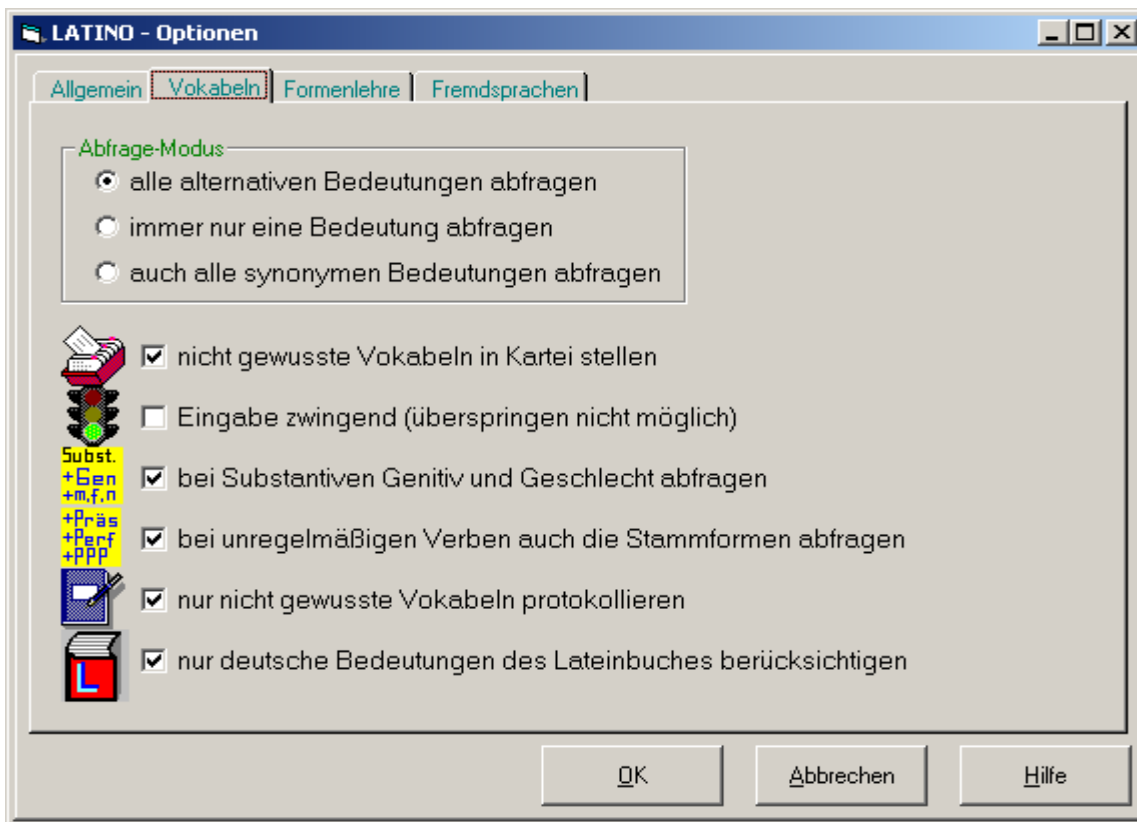 LATINO - Optionen
Allgemein Vokabeln Formenlehre Fremdsprachen
Abfrage-Modus
alle alternativen Bedeutungen abfragen
immer nur eine Bedeutung abfragen
auch alle synonymen Bedeutungen abfragen
nicht gewusste Vokabeln in Kartei stellen
Eingabe zwingend (überspringen nicht möglich)
Subst.
+Gen
+m,f,n
bei Substantiven Genitiv und Geschlecht abfragen
+Präs
+Perf
+PPP
bei unregelmäßigen Verben auch die Stammformen abfragen
nur nicht gewusste Vokabeln protokollieren
L
nur deutsche Bedeutungen des Lateinbuches berücksichtigen
OK Abbrechen Hilfe